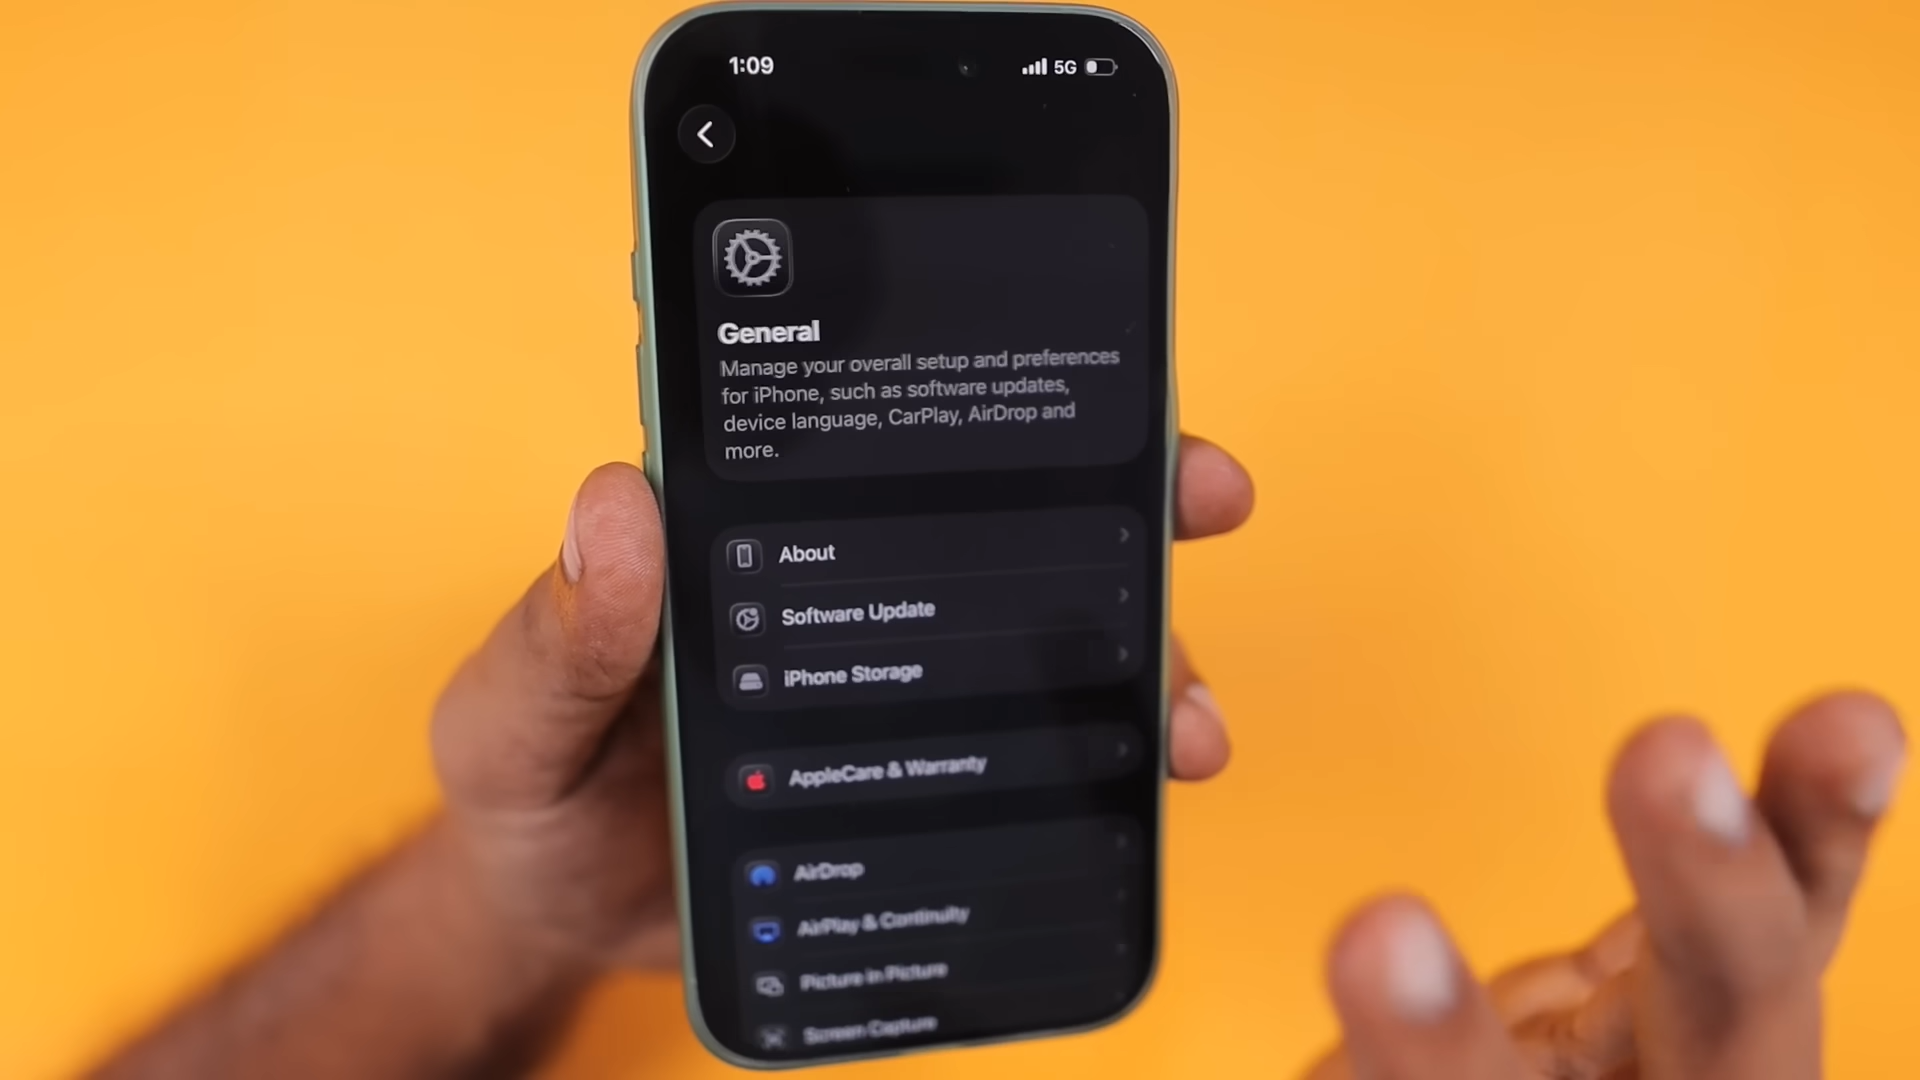 1:09
5G
General
Manage your overall setup and preferences
for iPhone, such as software updates,
device language, CarPlay, AirDrop and
more.
About
Software Update
iPhone Storage
AppleCare & Warranty
AirDrop
AirPlay & Continuity
Picture in Picture
Screen Capture